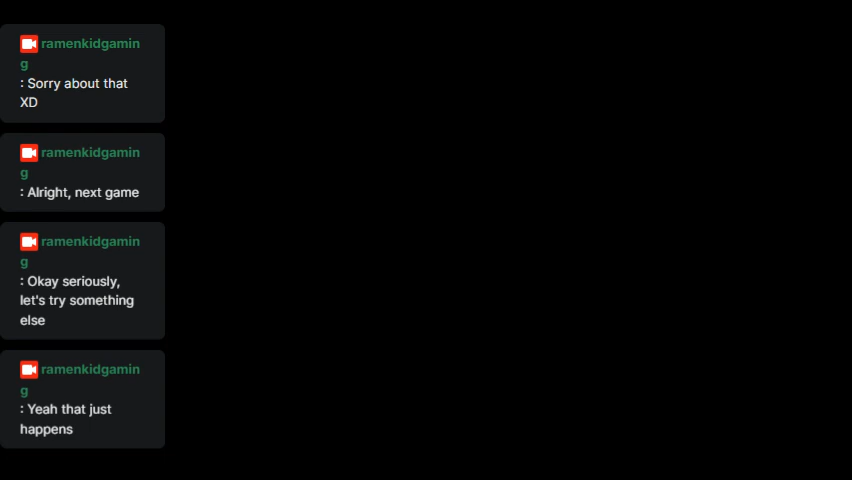 ramenkidgamin
g
: Sorry about that
XD
ramenkidgamin
g
: Alright, next game
ramenkidgamin
g
: Okay seriously,
let's try something
else
ramenkidgamin
g
: Yeah that just
happens